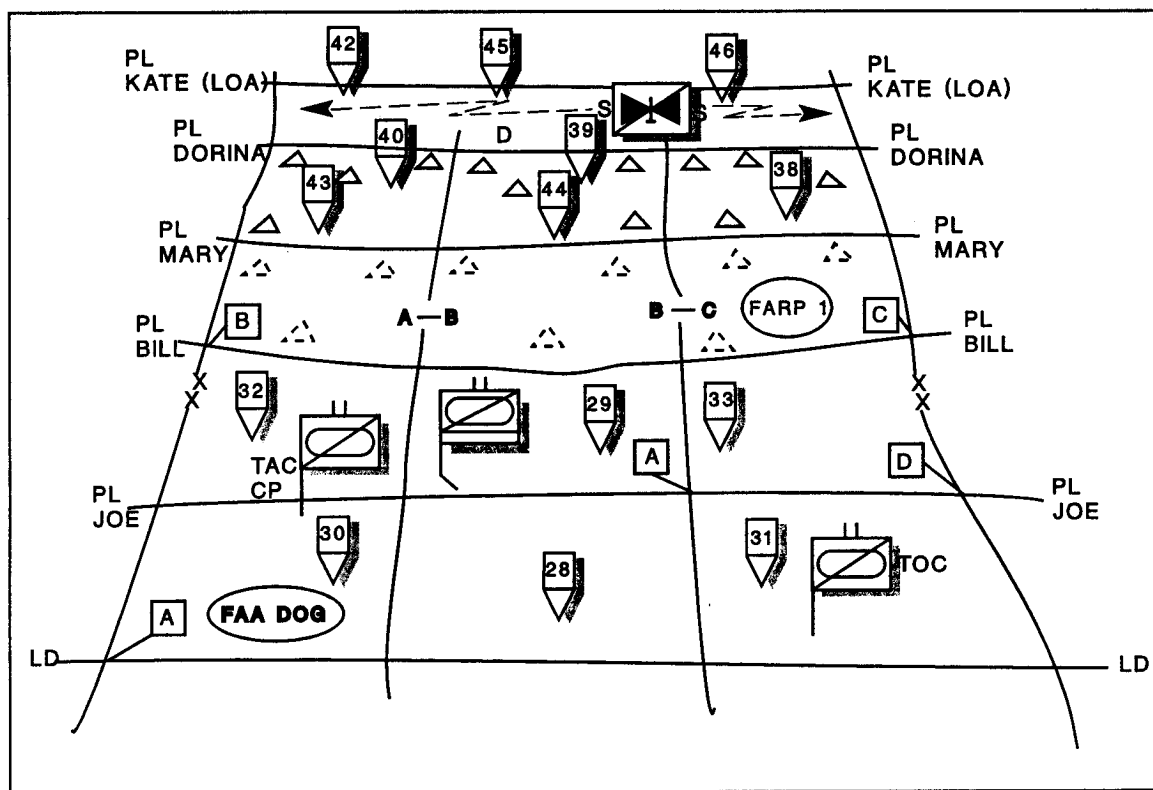 42
45
46
PL
KATE (LOA)
PL
KATE (LOA)
S
S
PL
DORINA
40
D
39
PL
DORINA
43
44
38
PL
MARY
PL
MARY
A — B
B — C
FARP 1
B
C
PL
BILL
PL
BILL
X
X
X
X
32
29
33
TAC
CP
A
D
PL
JOE
PL
JOE
30
28
31
TOC
A
FAA DOG
LD
LD